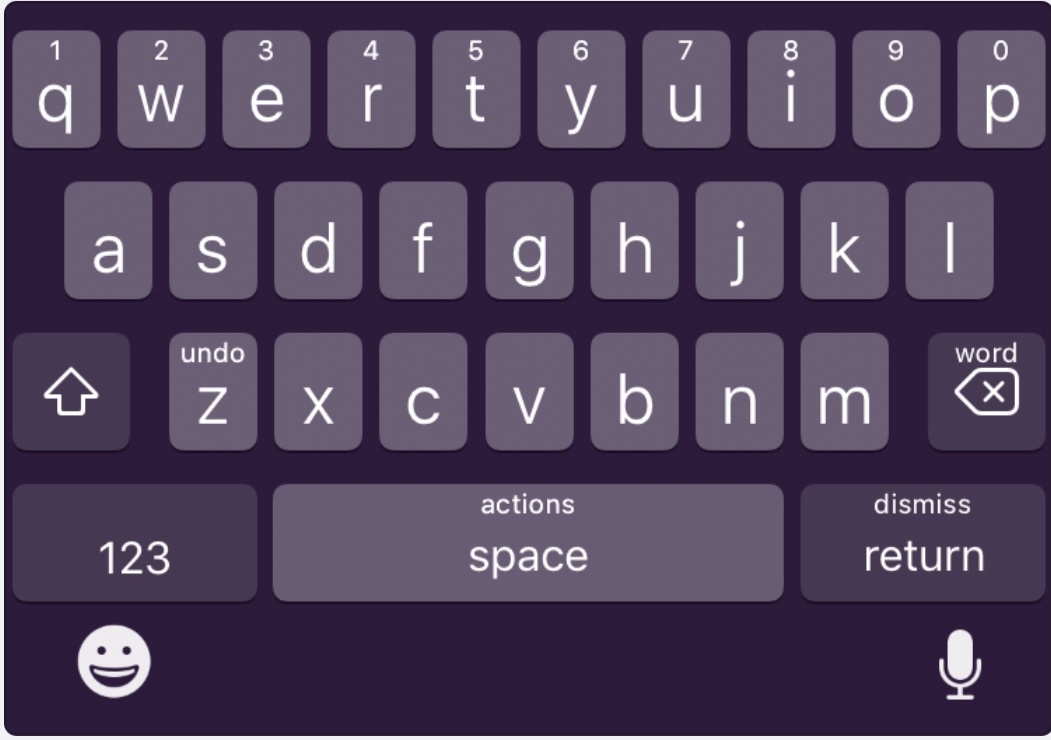 1 2 3 4 5 6 7 8 9 0
q w e r t y u i o p
a s d f g h j k l
undo word
z x c v b n m
actions dismiss
123 space return